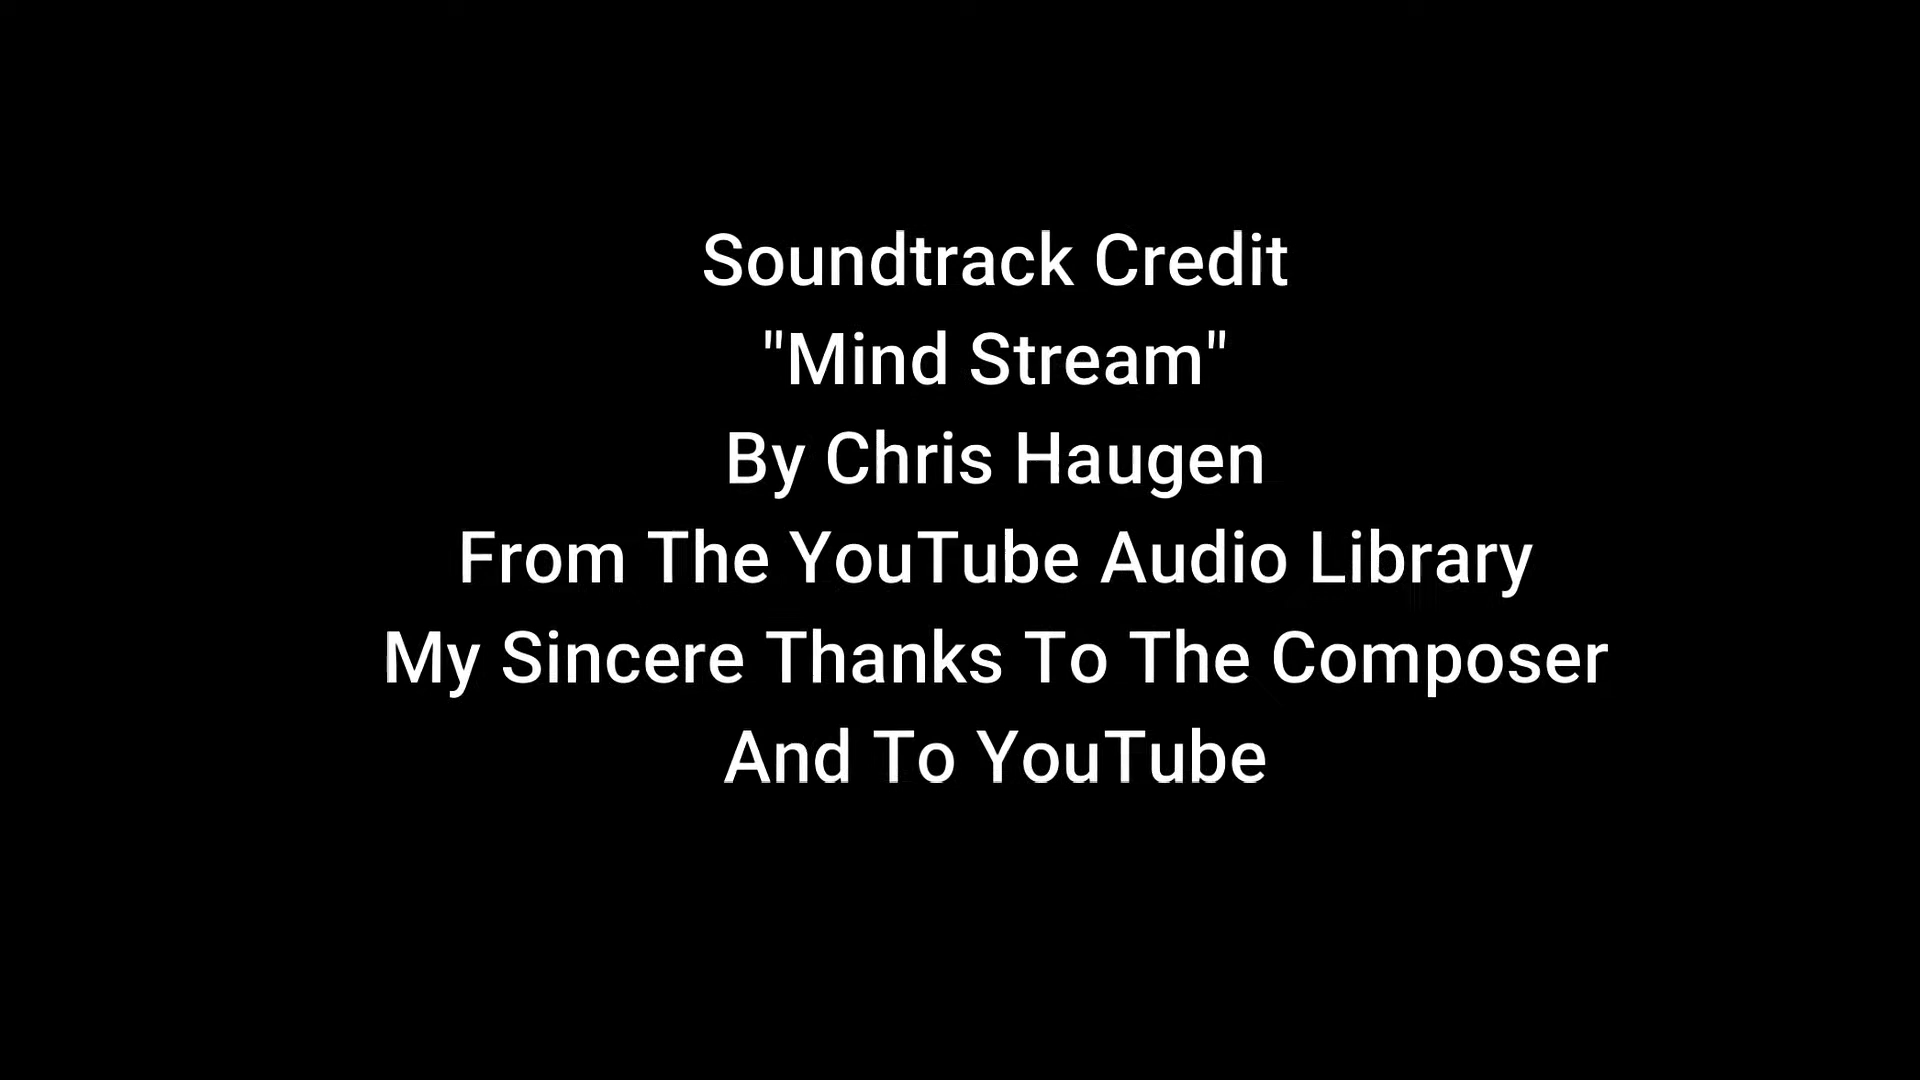 Soundtrack Credit
"Mind Stream"
By Chris Haugen
From The YouTube Audio Library
My Sincere Thanks To The Composer
And To YouTube